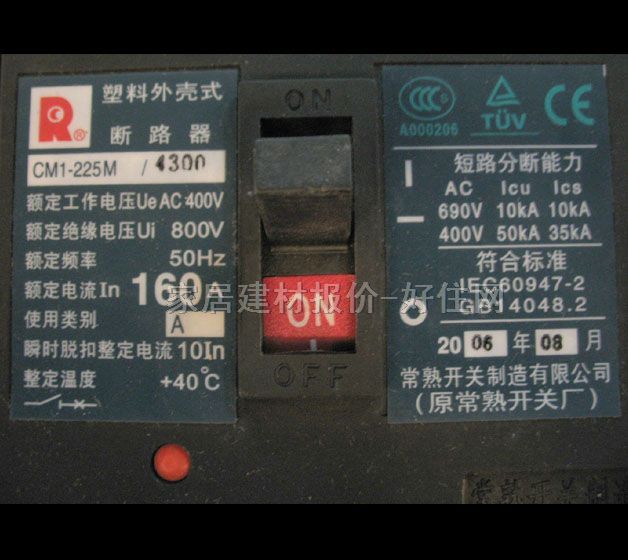 R®
塑料外壳式
断路器
CM1-225M / 4300
额定工作电压Ue AC 400V
额定绝缘电压Ui 800V
额定频率 50Hz
额定电流In 160A
使用类别 A
瞬时脱扣整定电流 10In
整定温度 +40℃
ON
ON
OFF
CCC
A000206
TÜV
CE
短路分断能力
AC Icu Ics
690V 10kA 10kA
400V 50kA 35kA
符合标准
IEC60947-2
GB14048.2
2006年08月
常熟开关制造有限公司
(原常熟开关厂)
家居建材报价-好住网